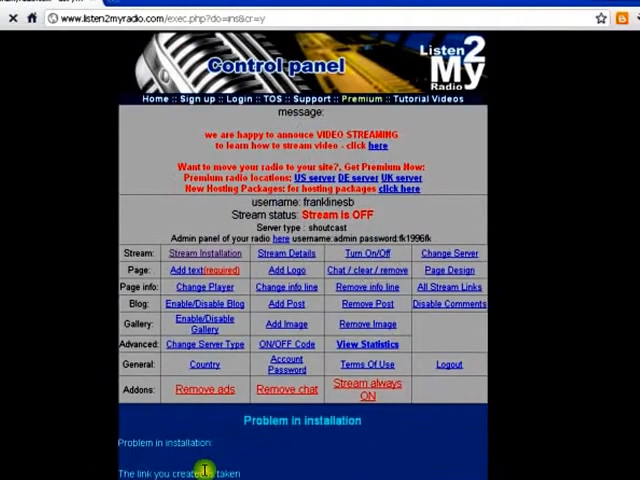 www.listen2myradio.com/exec.php?do=ins&cr=y
Control panel
Listen
2
My
Radio
Home :: Sign up :: Login :: TOS :: Support :: Premium :: Tutorial Videos
message:
we are happy to annouce VIDEO STREAMING
to learn how to stream video - click here
Want to move your radio to your site?, Get Premium Now:
Premium radio locations: US server DE server UK server
New Hosting Packages: for hosting packages click here
username: franklinesb
Stream status: Stream is OFF
Server type : shoutcast
Admin panel of your radio here username:admin password:fk1996fk
Stream: Stream Installation Stream Details Turn On/Off Change Server
Page: Add text(required) Add Logo Chat / clear / remove Page Design
Page info: Change Player Change info line Remove info line All Stream Links
Blog: Enable/Disable Blog Add Post Remove Post Disable Comments
Gallery: Enable/Disable Gallery Add Image Remove Image
Advanced: Change Server Type ON/OFF Code View Statistics
General: Country Account Password Terms Of Use Logout
Addons: Remove ads Remove chat Stream always ON
Problem in installation
Problem in installation:
The link you created is taken